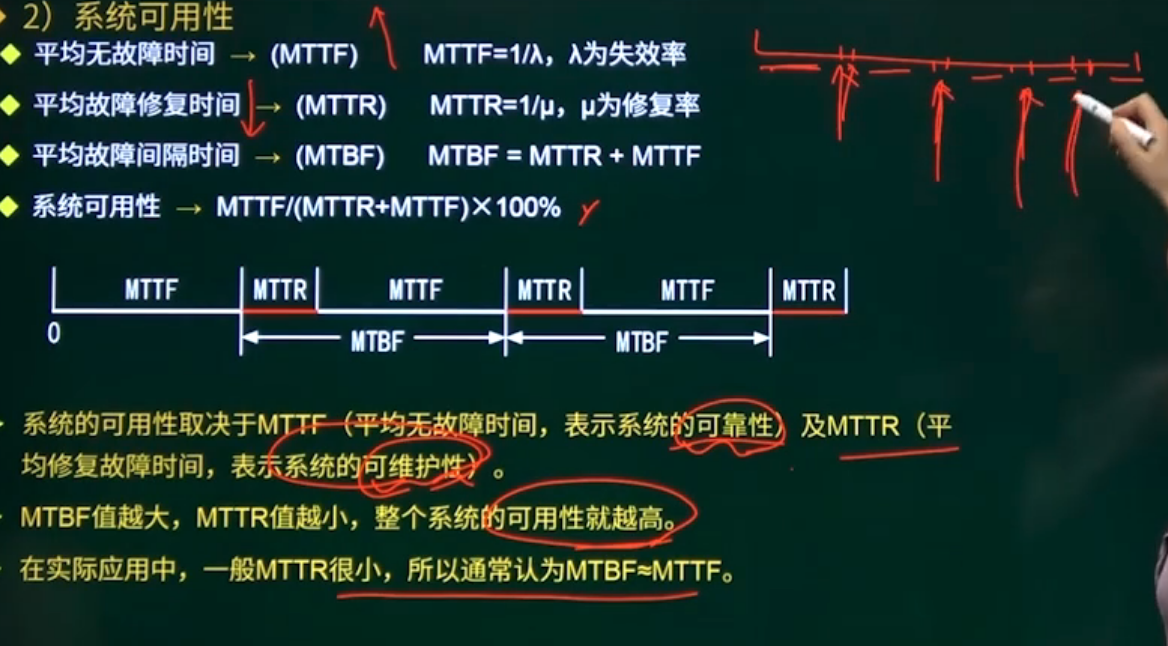 2）系统可用性
平均无故障时间 → (MTTF) MTTF=1/λ，λ为失效率
平均故障修复时间 → (MTTR) MTTR=1/μ，μ为修复率
平均故障间隔时间 → (MTBF) MTBF = MTTR + MTTF
系统可用性 → MTTF/(MTTR+MTTF)×100%
MTTF MTTR MTTF MTTR MTTF MTTR
0 MTBF MTBF
系统的可用性取决于MTTF（平均无故障时间，表示系统的可靠性）及MTTR（平
均修复故障时间，表示系统的可维护性）。
MTBF值越大，MTTR值越小，整个系统的可用性就越高。
在实际应用中，一般MTTR很小，所以通常认为MTBF≈MTTF。